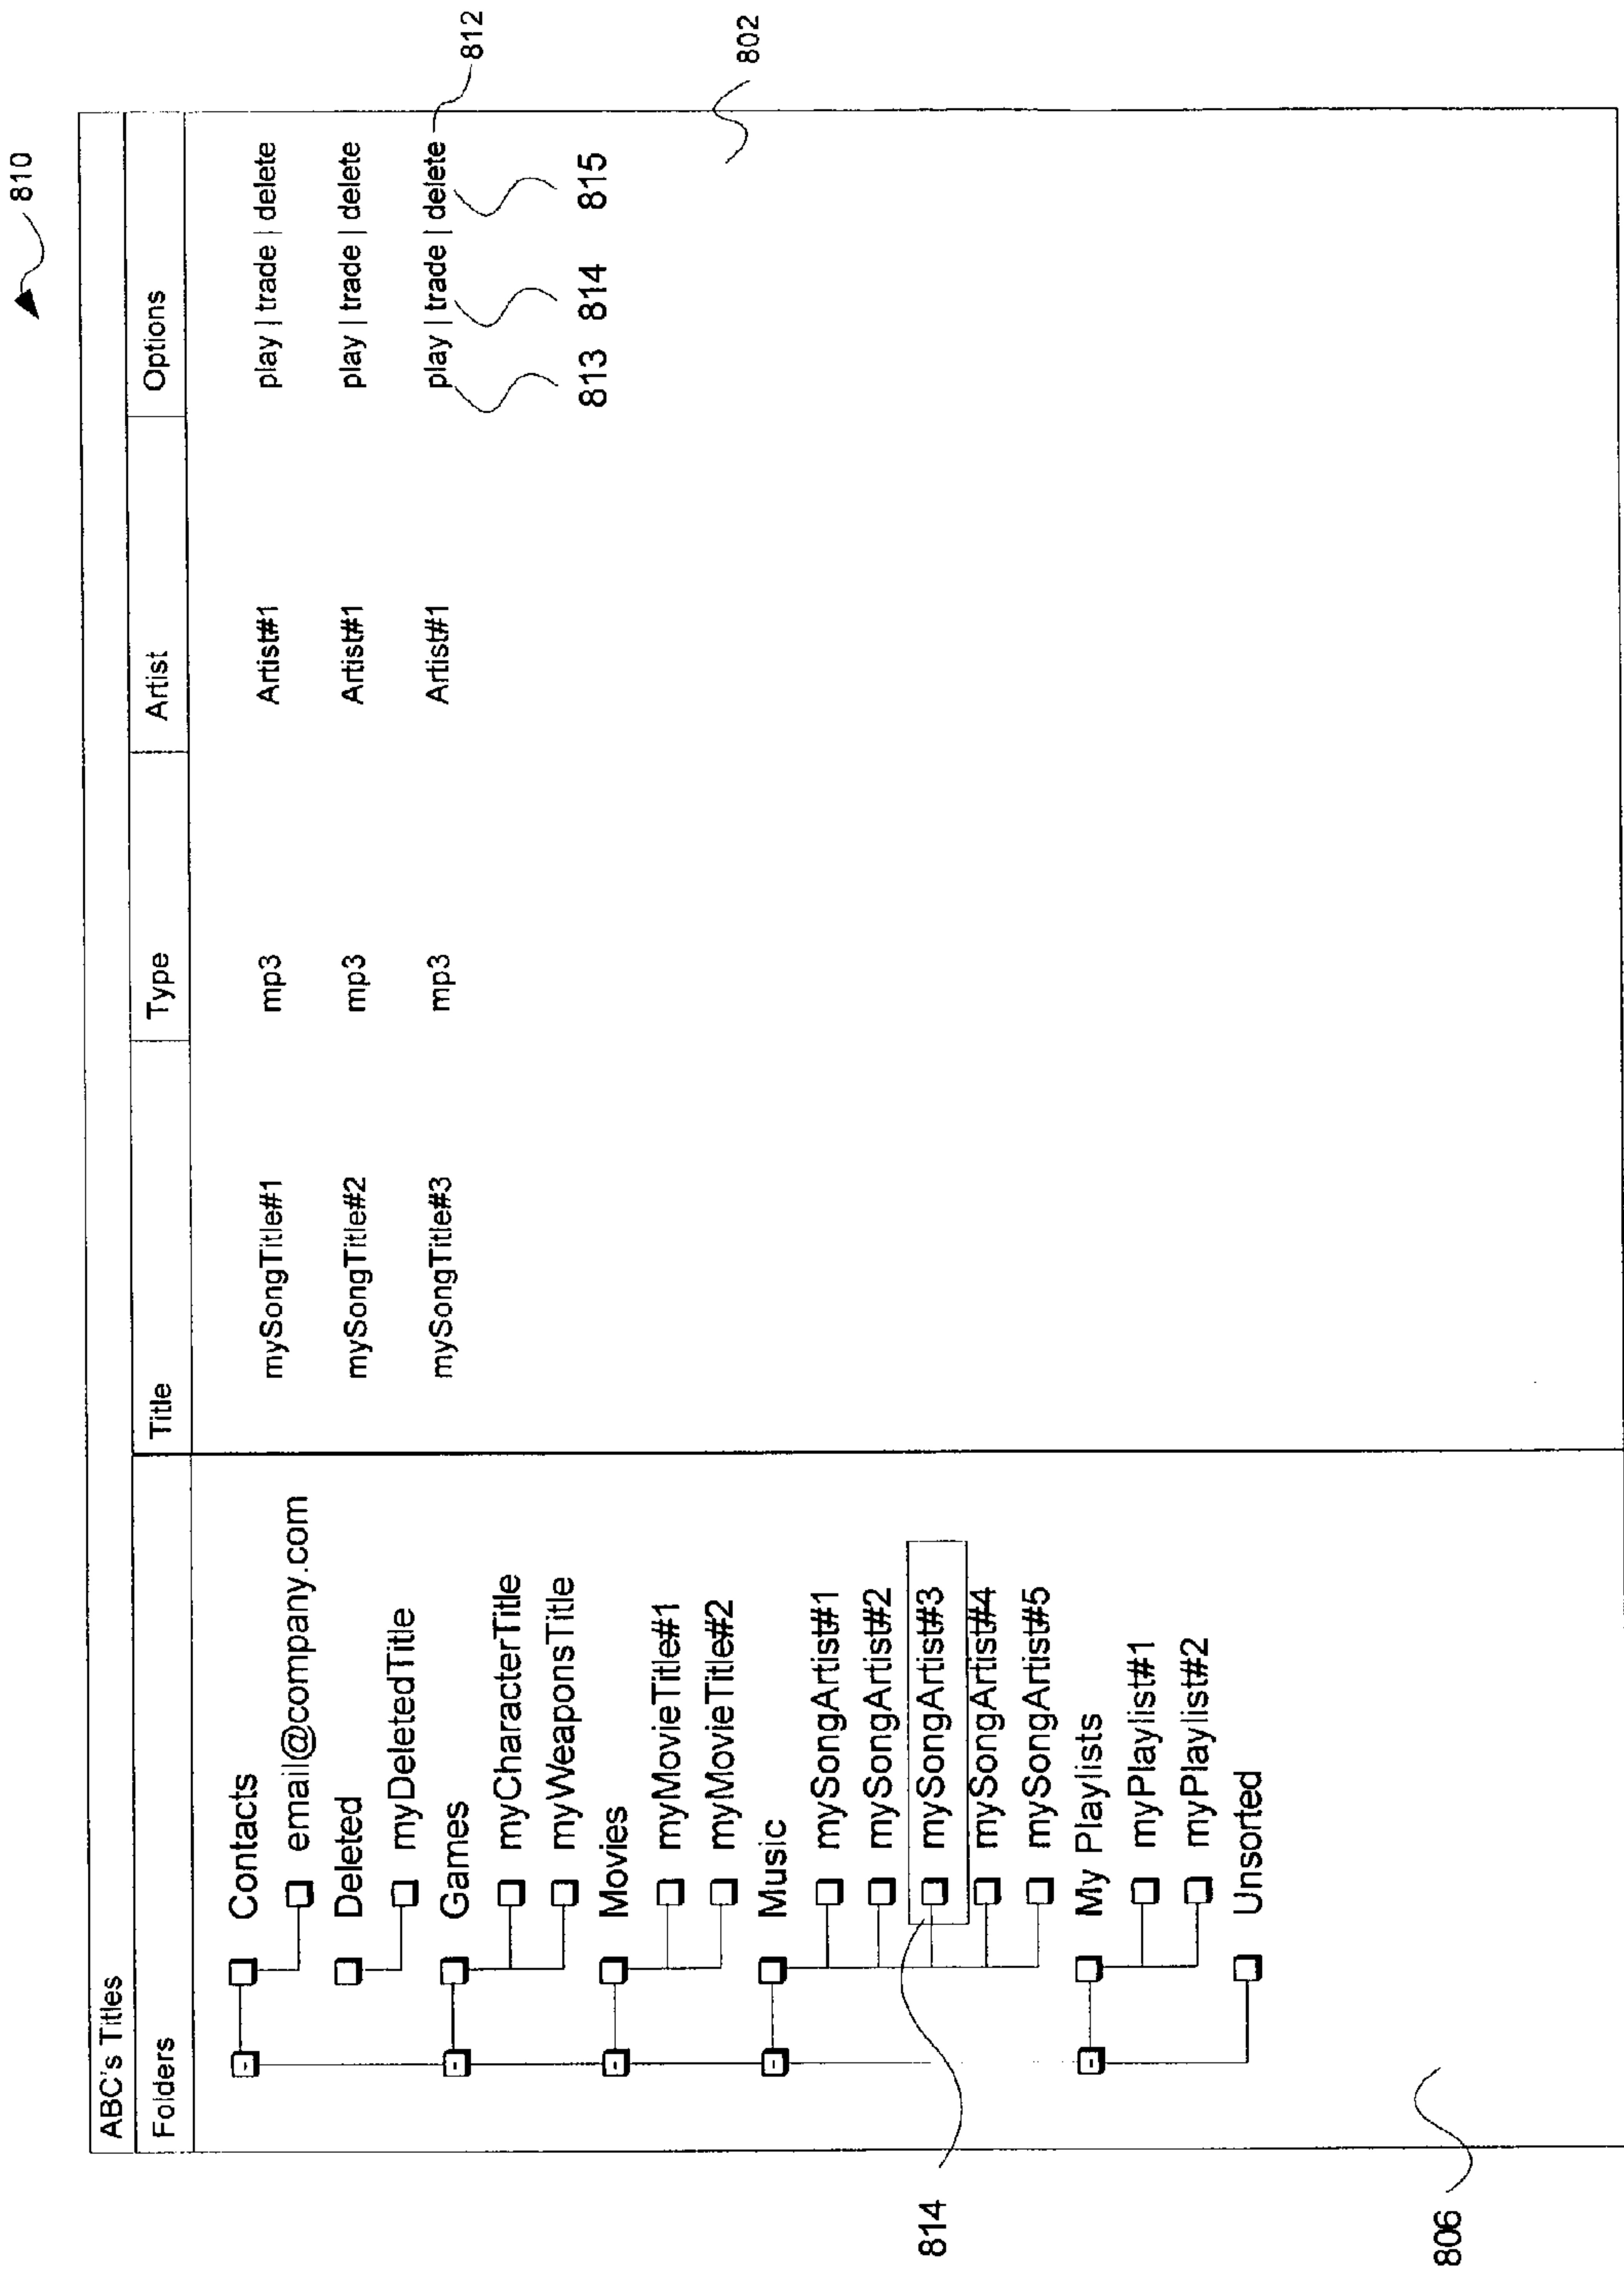 810
ABC's Titles
Folders Title Type Artist Options
Contacts
email@company.com
Deleted
myDeletedTitle
Games
myCharacterTitle
myWeaponsTitle
Movies
myMovieTitle#1
myMovieTitle#2
Music
mySongArtist#1
mySongArtist#2
mySongArtist#3
mySongArtist#4
mySongArtist#5
My Playlists
myPlaylist#1
myPlaylist#2
Unsorted
mySongTitle#1 mp3 Artist#1 play | trade | delete
mySongTitle#2 mp3 Artist#1 play | trade | delete
mySongTitle#3 mp3 Artist#1 play | trade | delete
812
813 814 815
802
814
806